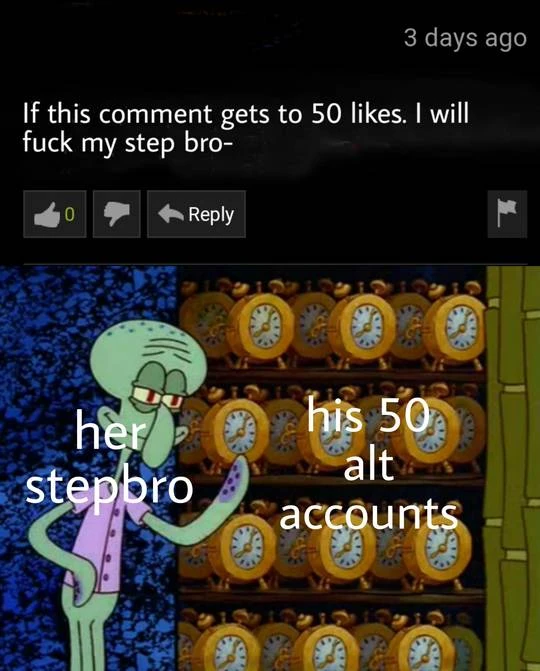 3 days ago
If this comment gets to 50 likes. I will
fuck my step bro-
0
Reply
her
stepbro
his 50
alt
accounts